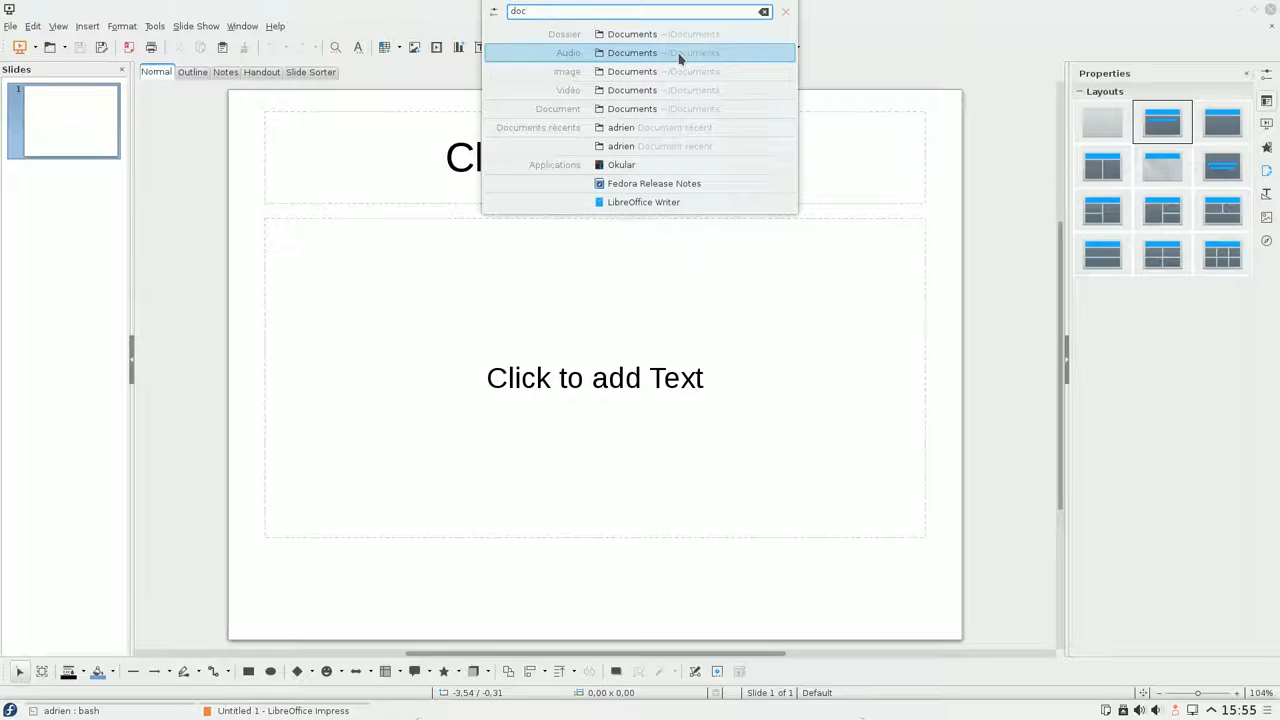 doc
File Edit View Insert Format Tools Slide Show Window Help
Dossier Documents ~/Documents
Audio Documents ~/Documents
Image Documents ~/Documents
Vidéo Documents ~/Documents
Document Documents ~/Documents
Documents récents adrien Document récent
adrien Document récent
Applications Okular
Fedora Release Notes
LibreOffice Writer
Slides
Normal Outline Notes Handout Slide Sorter
Properties
Layouts
1
Click to add Text
-3,54 / -0,31 0,00 x 0,00 Slide 1 of 1 Default 104%
adrien : bash Untitled 1 - LibreOffice Impress 15:55